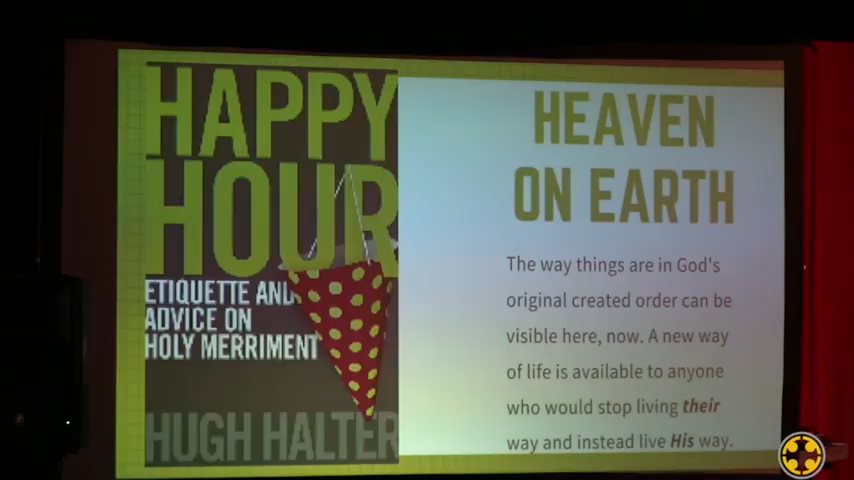 HAPPY
HOUR
ETIQUETTE AND
ADVICE ON
HOLY MERRIMENT
HUGH HALTER
HEAVEN
ON EARTH
The way things are in God's
original created order can be
visible here, now. A new way
of life is available to anyone
who would stop living their
way and instead live His way.